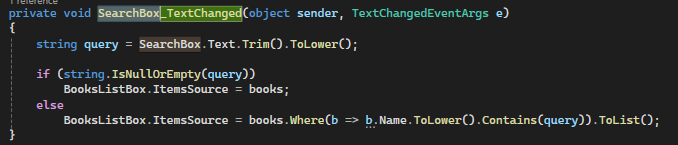 1 reference
private void SearchBox_TextChanged(object sender, TextChangedEventArgs e)
{
string query = SearchBox.Text.Trim().ToLower();
if (string.IsNullOrEmpty(query))
BooksListBox.ItemsSource = books;
else
BooksListBox.ItemsSource = books.Where(b => b.Name.ToLower().Contains(query)).ToList();
}